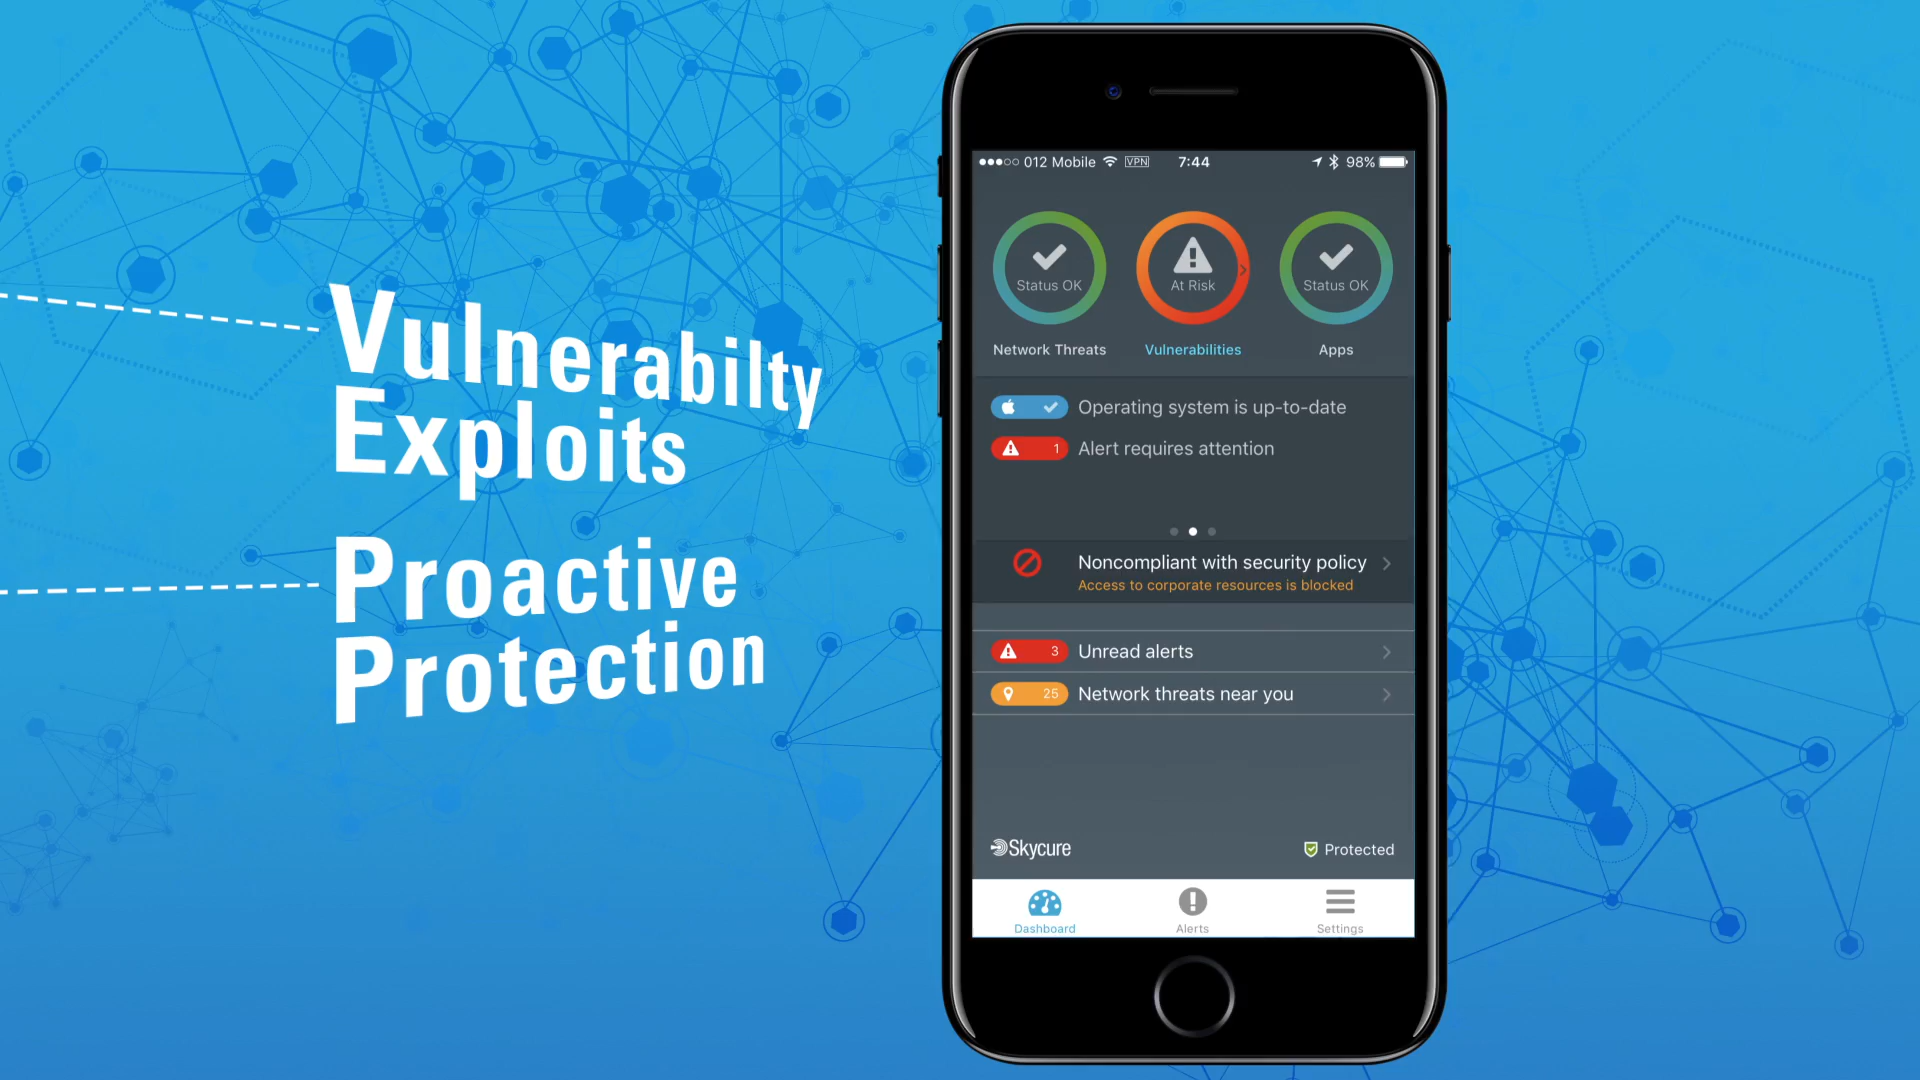 Vulnerabilty
Exploits
Proactive
Protection
012 Mobile VPN 7:44 98%
Status OK At Risk Status OK
Network Threats Vulnerabilities Apps
Operating system is up-to-date
1 Alert requires attention
Noncompliant with security policy
Access to corporate resources is blocked
3 Unread alerts
25 Network threats near you
Skycure Protected
Dashboard Alerts Settings